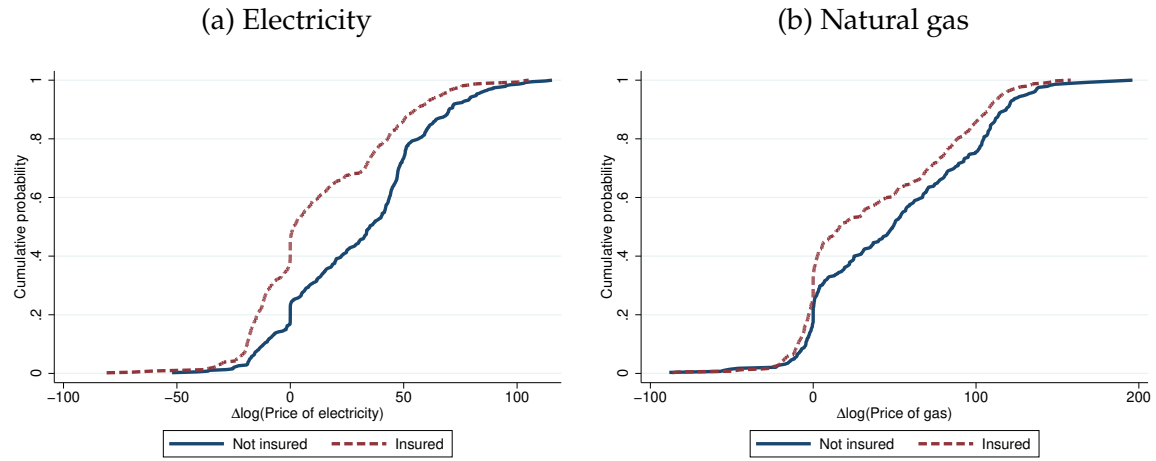 (a) Electricity
(b) Natural gas
Cumulative probability
0 .2 .4 .6 .8 1
−100 −50 0 50 100
Δlog(Price of electricity)
Not insured Insured
Cumulative probability
0 .2 .4 .6 .8 1
−100 0 100 200
Δlog(Price of gas)
Not insured Insured